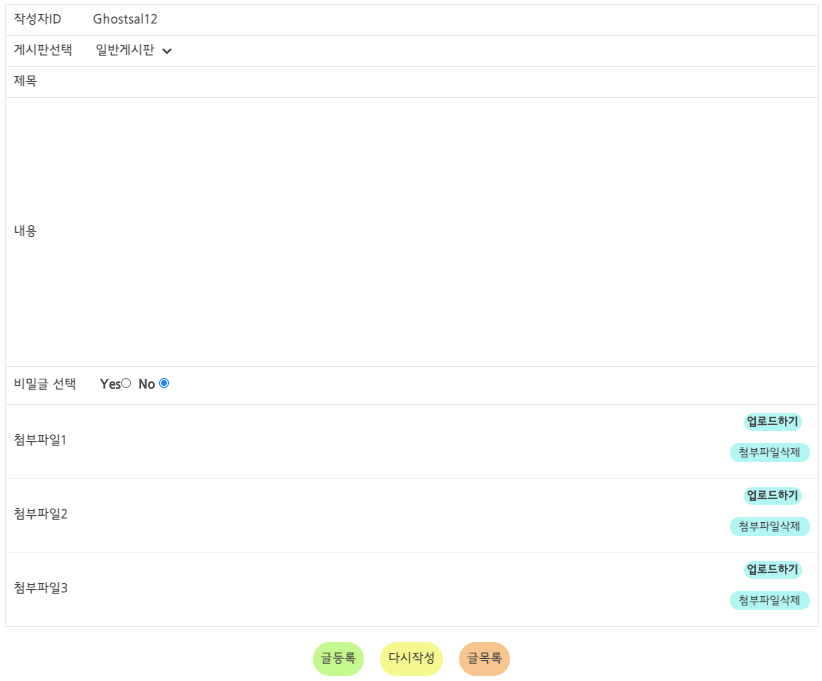 작성자ID Ghostsal12
게시판선택 일반게시판
제목
내용
비밀글 선택 Yes No
업로드하기
첨부파일1
첨부파일삭제
업로드하기
첨부파일2
첨부파일삭제
업로드하기
첨부파일3
첨부파일삭제
글등록 다시작성 글목록